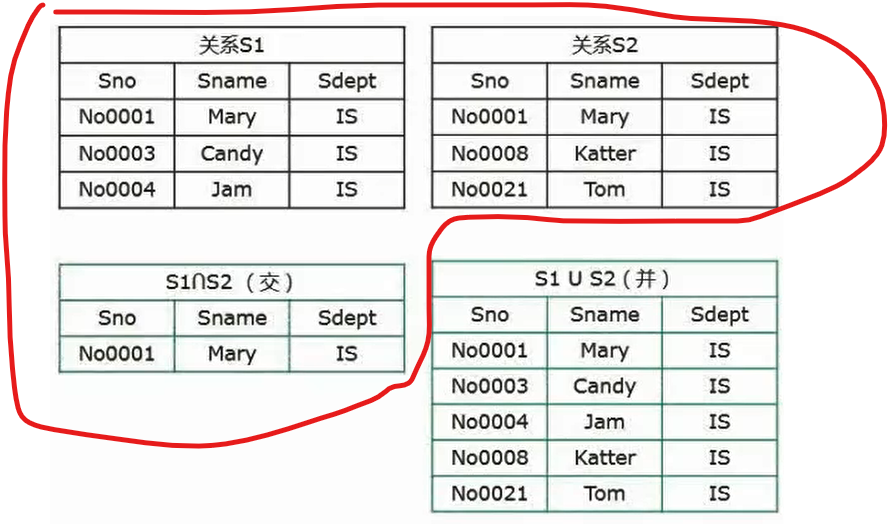 关系S1
Sno Sname Sdept
No0001 Mary IS
No0003 Candy IS
No0004 Jam IS
关系S2
Sno Sname Sdept
No0001 Mary IS
No0008 Katter IS
No0021 Tom IS
S1∩S2 (交)
Sno Sname Sdept
No0001 Mary IS
S1 U S2 (并)
Sno Sname Sdept
No0001 Mary IS
No0003 Candy IS
No0004 Jam IS
No0008 Katter IS
No0021 Tom IS